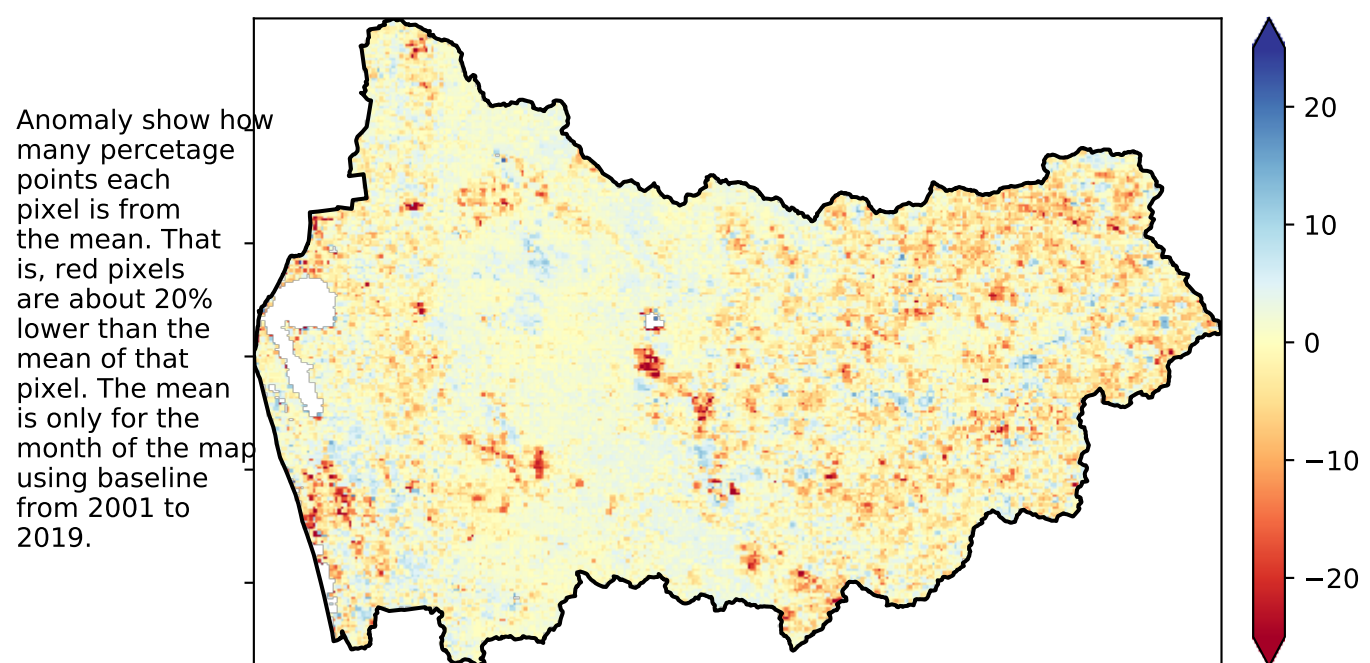 Anomaly show how
many percetage
points each
pixel is from
the mean. That
is, red pixels
are about 20%
lower than the
mean of that
pixel. The mean
is only for the
month of the map
using baseline
from 2001 to
2019.
20
10
0
−10
−20